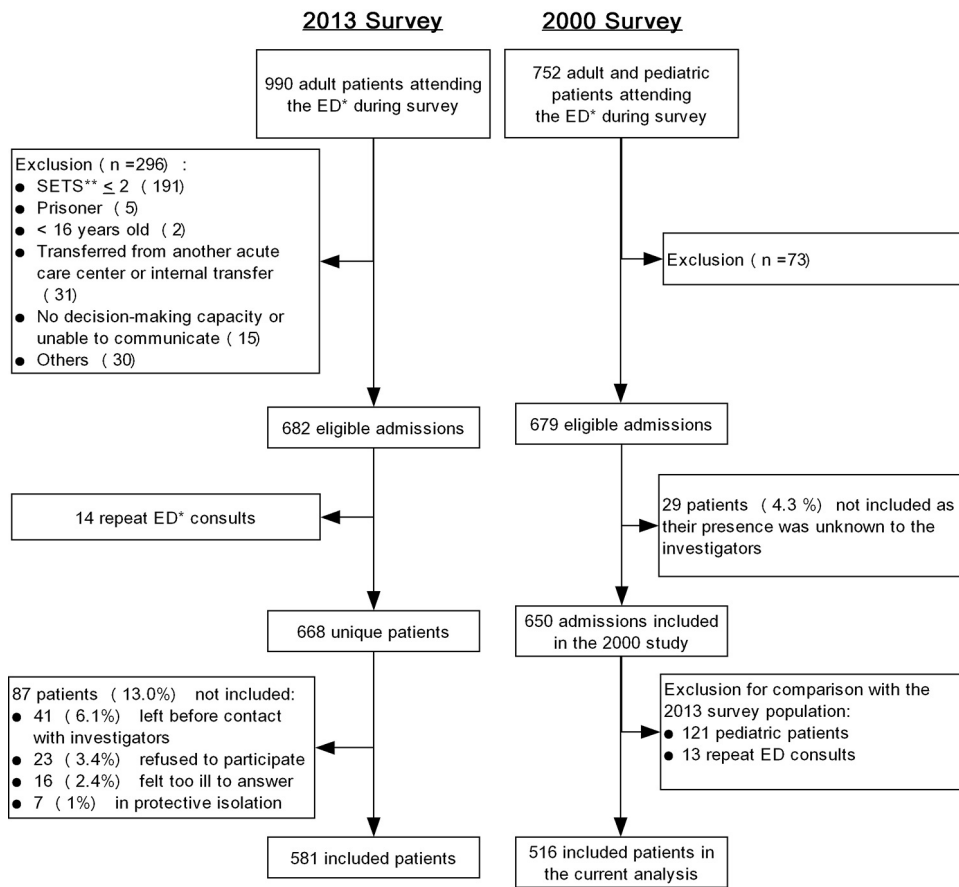 2013 Survey
990 adult patients attending
the ED* during survey
Exclusion ( n =296) :
● SETS** ≤ 2 ( 191)
● Prisoner ( 5)
● < 16 years old ( 2)
● Transferred from another acute
care center or internal transfer
( 31)
● No decision-making capacity or
unable to communicate ( 15)
● Others ( 30)
682 eligible admissions
14 repeat ED* consults
668 unique patients
87 patients ( 13.0%) not included:
● 41 ( 6.1%) left before contact
with investigators
● 23 ( 3.4%) refused to participate
● 16 ( 2.4%) felt too ill to answer
● 7 ( 1%) in protective isolation
581 included patients
2000 Survey
752 adult and pediatric
patients attending
the ED* during survey
Exclusion ( n =73)
679 eligible admissions
29 patients ( 4.3 %) not included as
their presence was unknown to the
investigators
650 admissions included
in the 2000 study
Exclusion for comparison with the
2013 survey population:
● 121 pediatric patients
● 13 repeat ED consults
516 included patients in
the current analysis